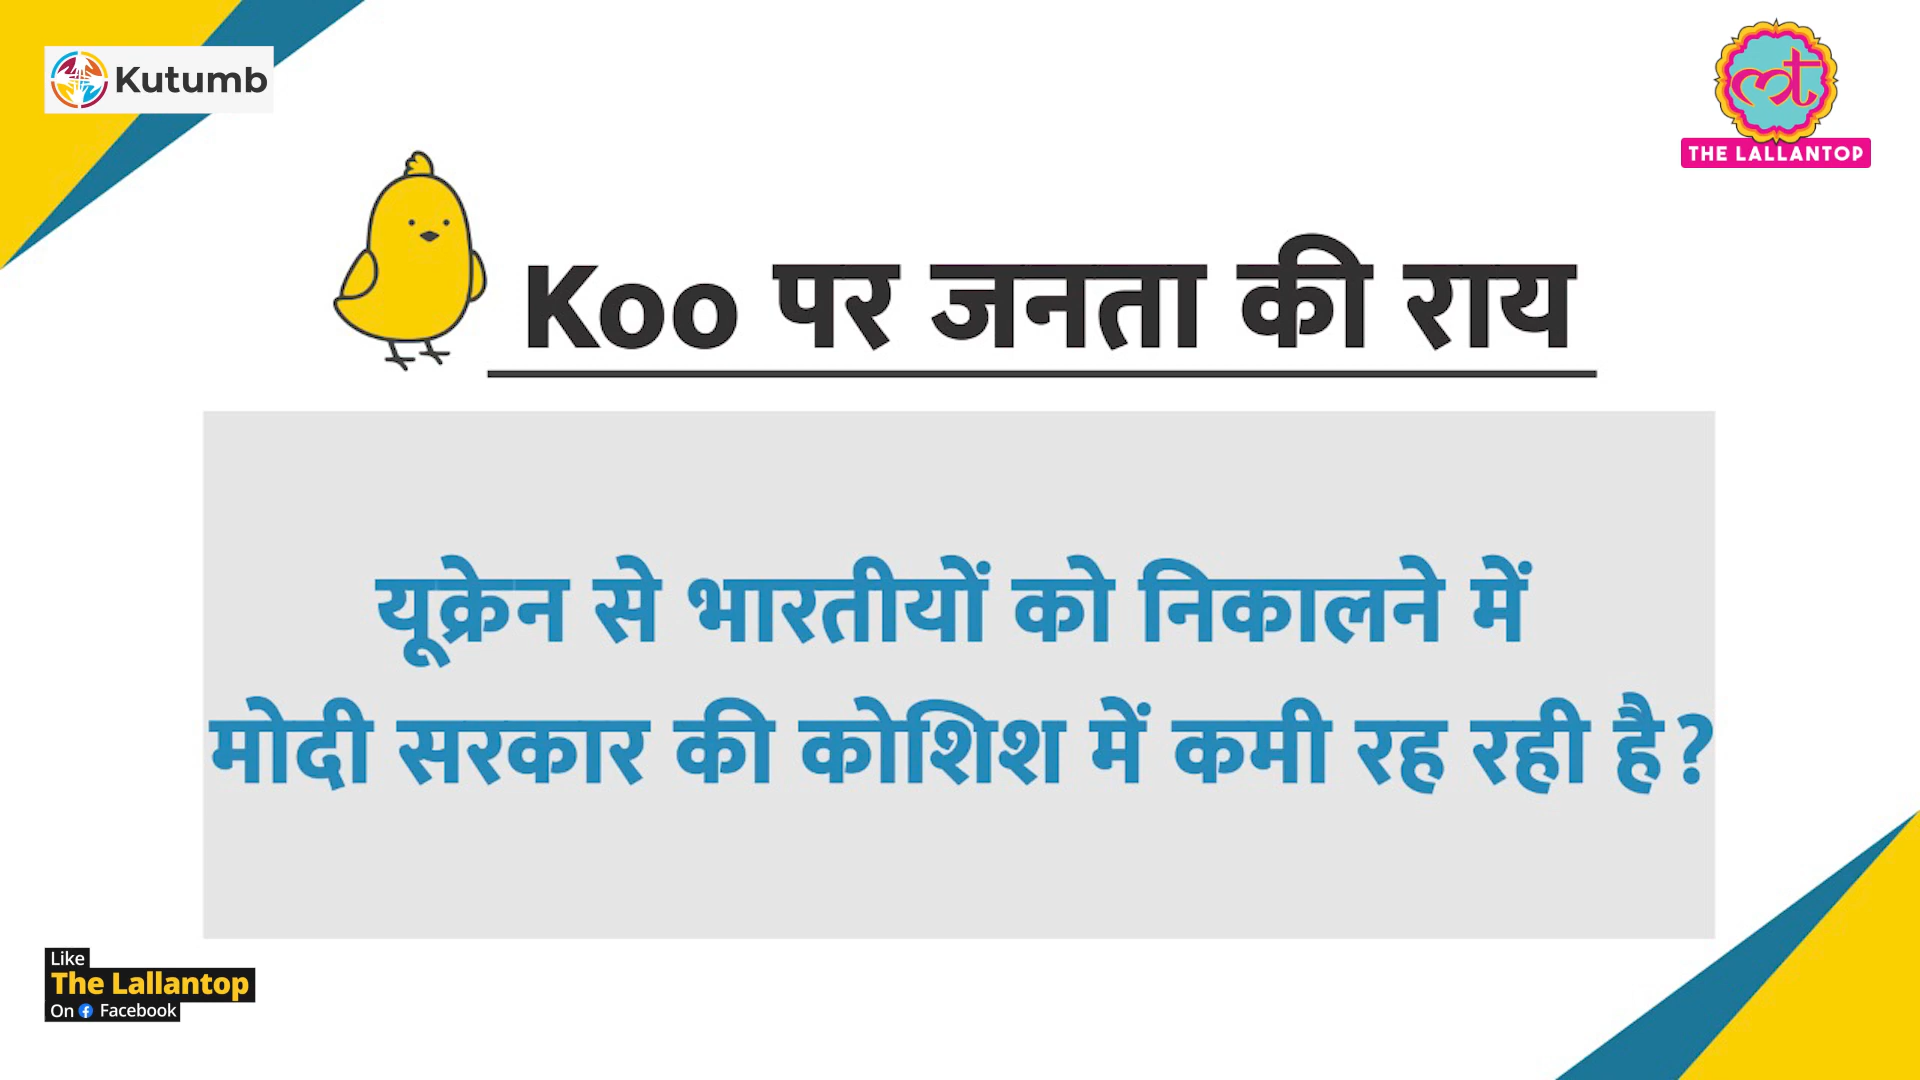 Kutumb
THE LALLANTOP
Koo पर जनता की राय
यूक्रेन से भारतीयों को निकालने में
मोदी सरकार की कोशिश में कमी रह रही है?
Like
The Lallantop
On Facebook